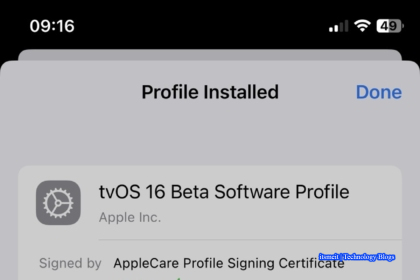 09:16
49
Profile Installed
Done
tvOS 16 Beta Software Profile
Apple Inc.
Signed by AppleCare Profile Signing Certificate
itsmeit | Technology Blogs